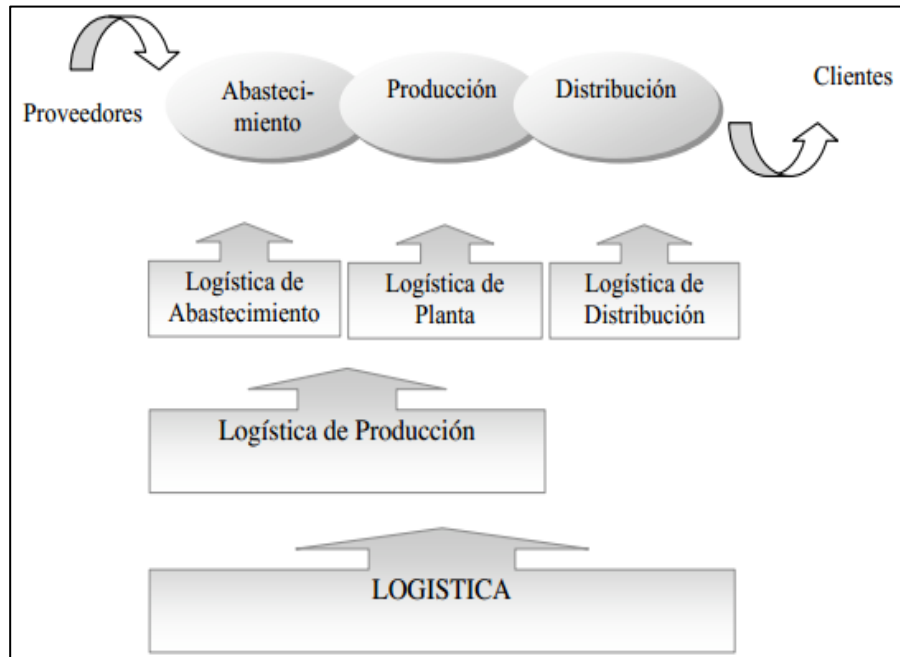 Proveedores
Abasteci-
miento
Producción
Distribución
Clientes
Logística de
Abastecimiento
Logística de
Planta
Logística de
Distribución
Logística de Producción
LOGISTICA